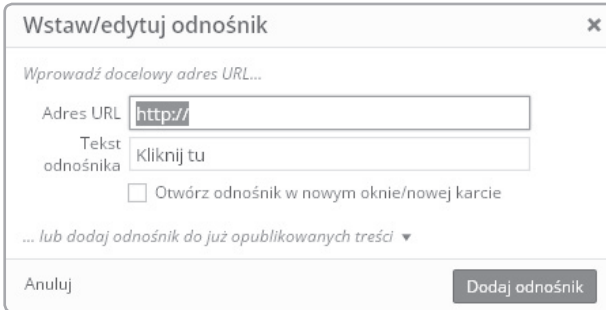 Wstaw/edytuj odnośnik
Wprowadź docelowy adres URL...
Adres URL http://
Tekst
odnośnika Kliknij tu
Otwórz odnośnik w nowym oknie/nowej karcie
... lub dodaj odnośnik do już opublikowanych treści
Anuluj Dodaj odnośnik